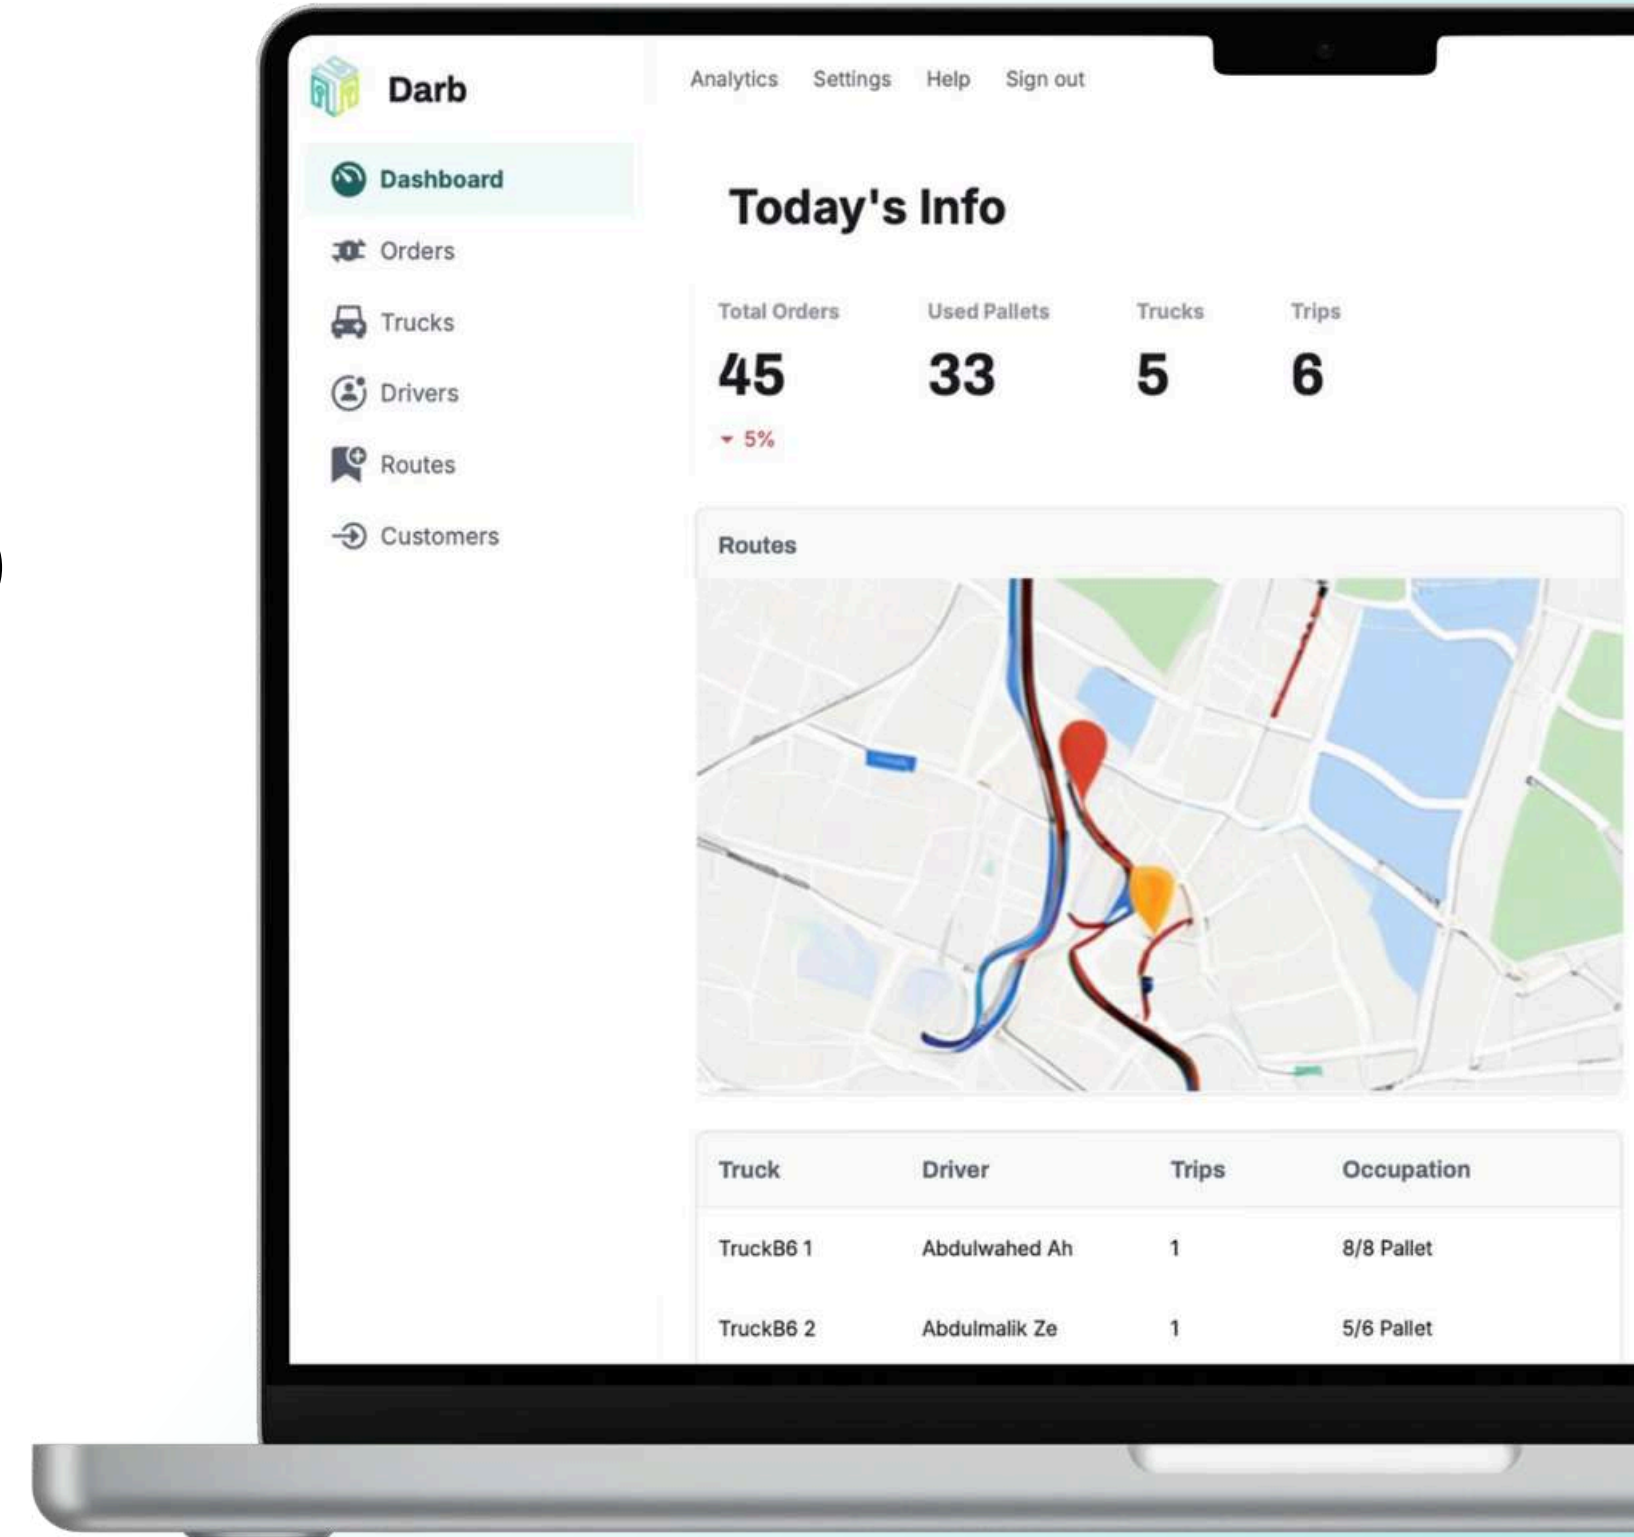 Darb
Analytics Settings Help Sign out
Dashboard
Orders
Trucks
Drivers
Routes
Customers
Today's Info
Total Orders Used Pallets Trucks Trips
45 33 5 6
5%
Routes
Truck Driver Trips Occupation
TruckB6 1 Abdulwahed Ah 1 8/8 Pallet
TruckB6 2 Abdulmalik Ze 1 5/6 Pallet